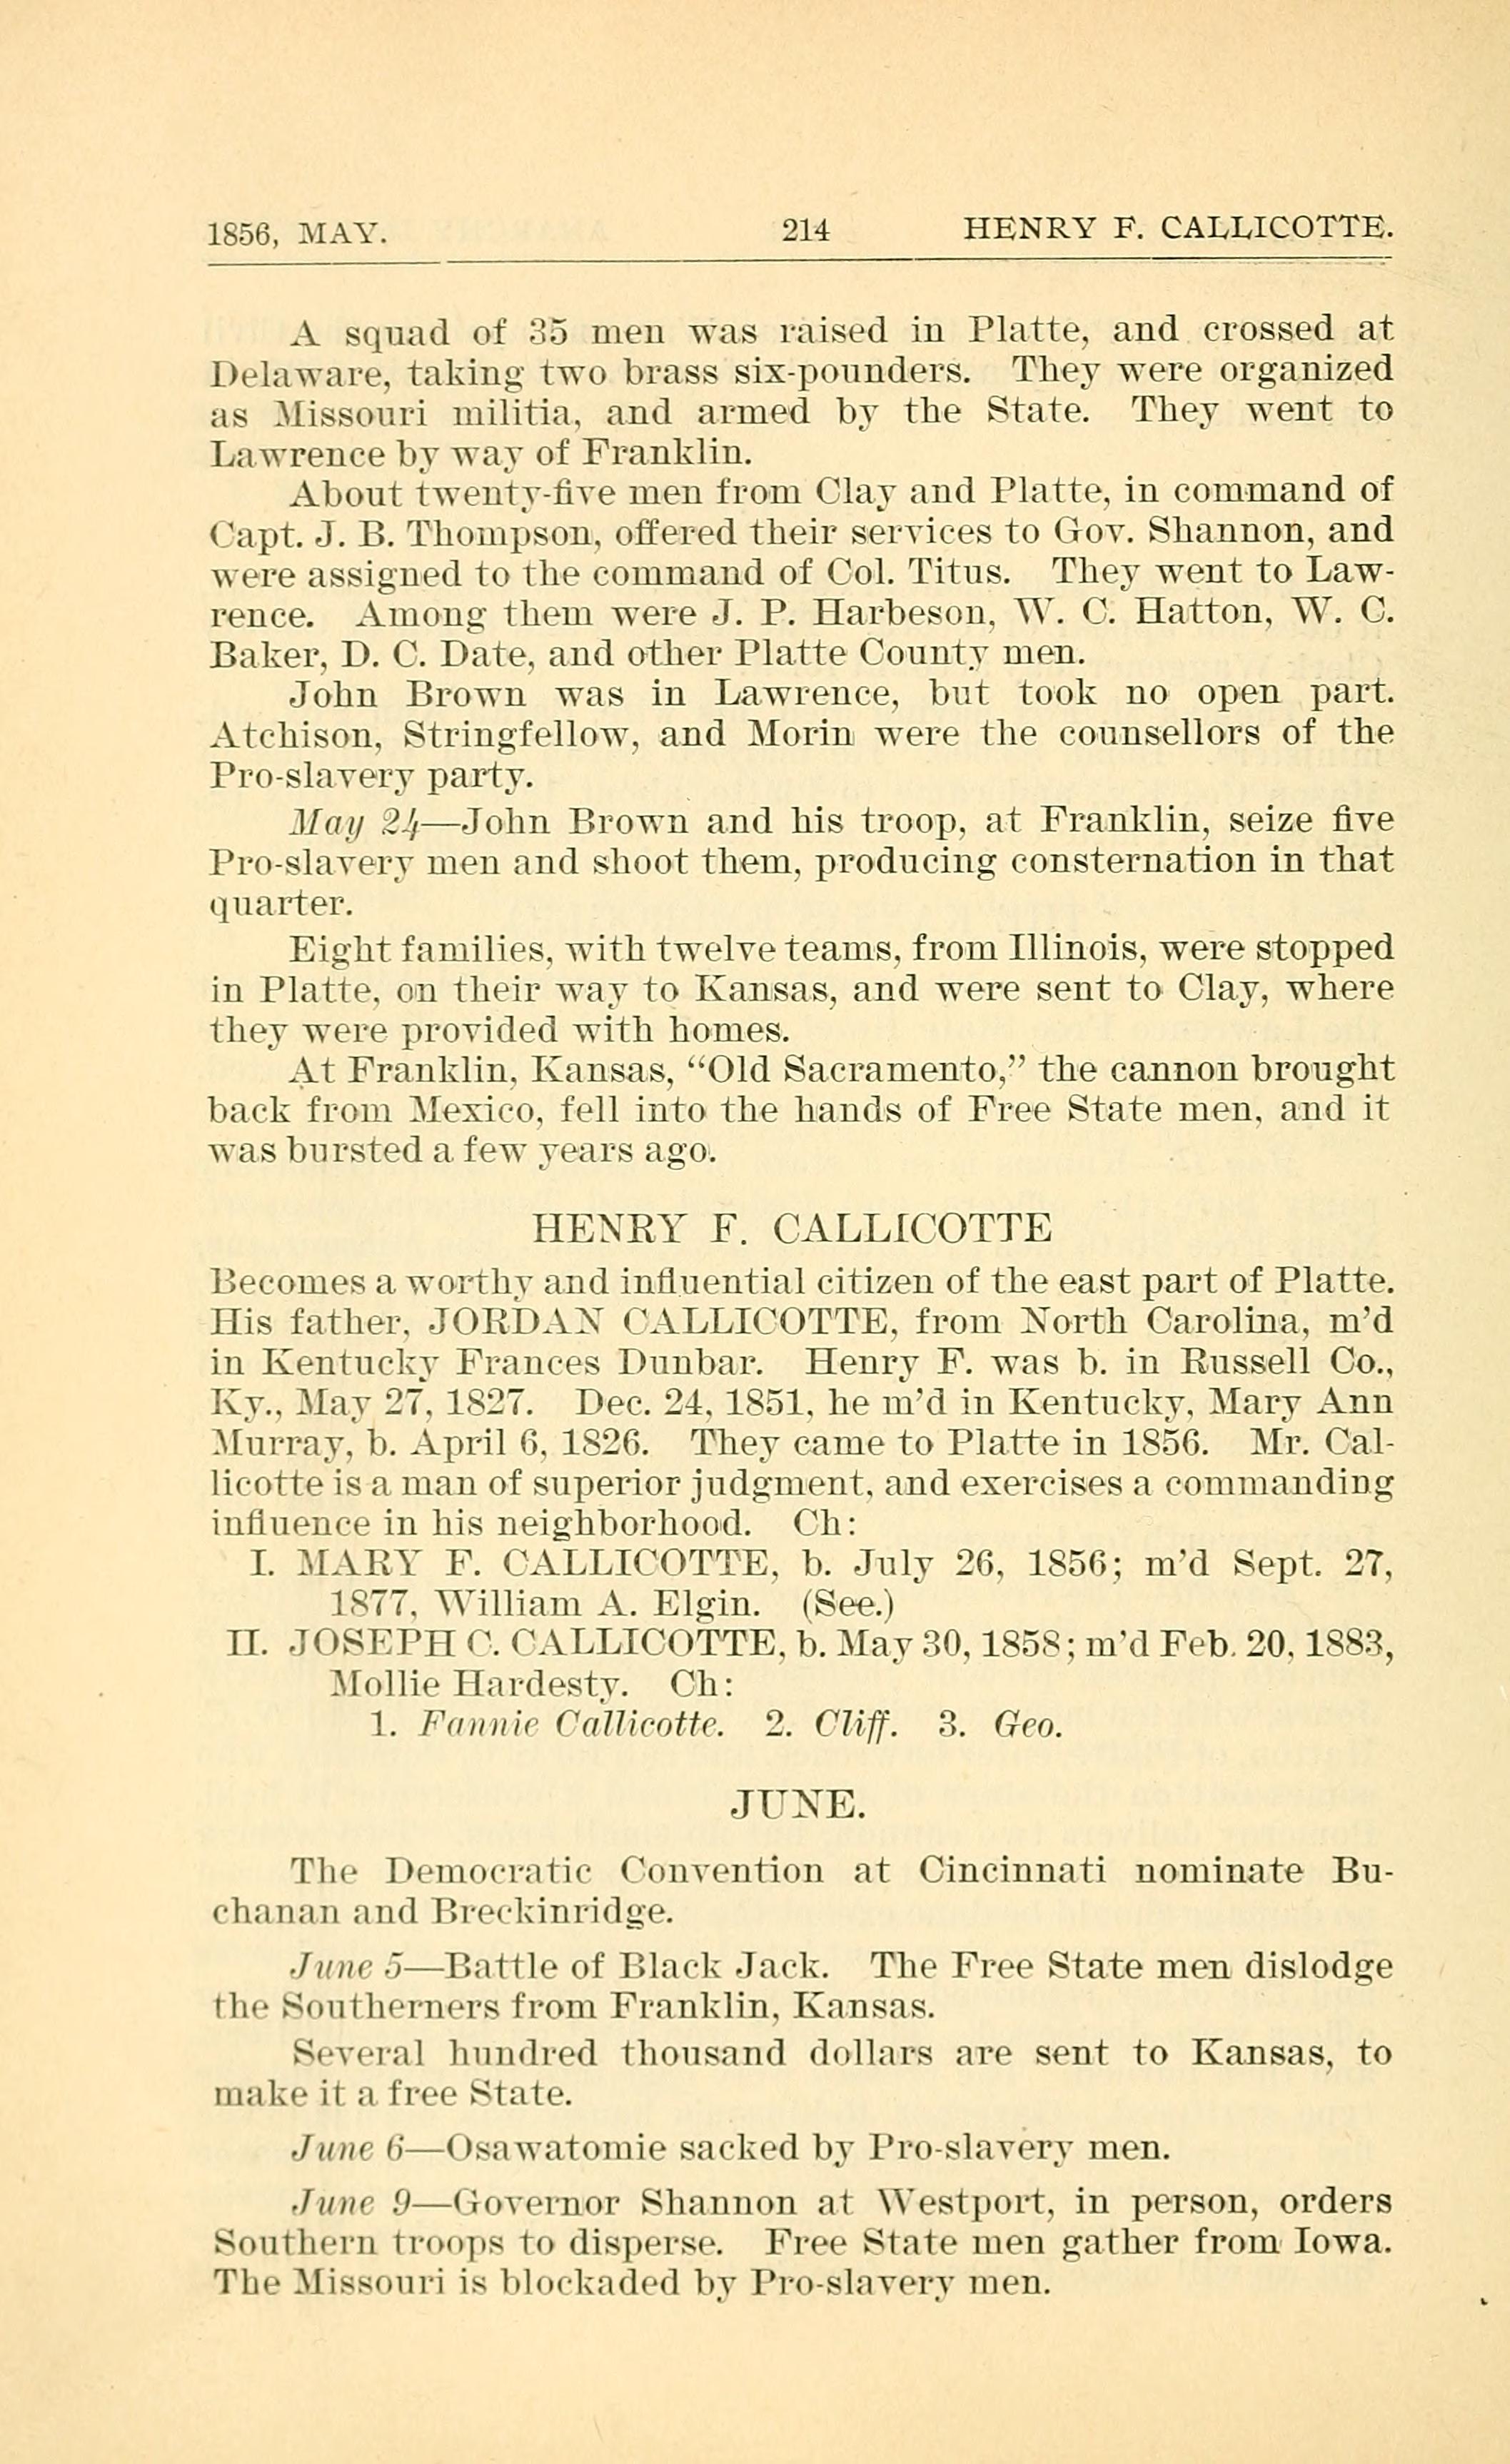 1856, MAY. 214 HENRY F. CALLICOTTE.
A squad of 35 men was raised in Platte, and crossed at
Delaware, taking two brass six-pounders. They were organized
as Missouri militia, and armed by the State. They went to
Lawrence by way of Franklin.
About twenty-five men from Clay and Platte, in command of
Capt. J. B. Thompson, offered their services to Gov. Shannon, and
were assigned to the command of Col. Titus. They went to Law-
rence. Among them were J. P. Harbeson, W. C. Hatton, W. C.
Baker, D. C. Date, and other Platte County men.
John Brown was in Lawrence, but took no open part.
Atchison, Stringfellow, and Morin were the counsellors of the
Pro-slavery party.
May 24—John Brown and his troop, at Franklin, seize five
Pro-slavery men and shoot them, producing consternation in that
quarter.
Eight families, with twelve teams, from Illinois, were stopped
in Platte, on their way to Kansas, and were sent to Clay, where
they were provided with homes.
At Franklin, Kansas, "Old Sacramento," the cannon brought
back from Mexico, fell into the hands of Free State men, and it
was bursted a few years ago.
HENRY F. CALLICOTTE
Becomes a worthy and influential citizen of the east part of Platte.
His father, JORDAN CALLICOTTE, from North Carolina, m'd
in Kentucky Frances Dunbar. Henry F. was b. in Russell Co.,
Ky., May 27, 1827. Dec. 24, 1851, he m'd in Kentucky, Mary Ann
Murray, b. April 6, 1826. They came to Platte in 1856. Mr. Cal-
licotte is a man of superior judgment, and exercises a commanding
influence in his neighborhood. Ch:
I. MARY F. CALLICOTTE, b. July 26, 1856; m'd Sept. 27,
1877, William A. Elgin. (See.)
II. JOSEPH C. CALLICOTTE, b. May 30, 1858; m'd Feb. 20, 1883,
Mollie Hardesty. Ch:
1. Fannie Callicotte. 2. Cliff. 3. Geo.
JUNE.
The Democratic Convention at Cincinnati nominate Bu-
chanan and Breckinridge.
June 5—Battle of Black Jack. The Free State men dislodge
the Southerners from Franklin, Kansas.
Several hundred thousand dollars are sent to Kansas, to
make it a free State.
June 6—Osawatomie sacked by Pro-slavery men.
June 9—Governor Shannon at Westport, in person, orders
Southern troops to disperse. Free State men gather from Iowa.
The Missouri is blockaded by Pro-slavery men.